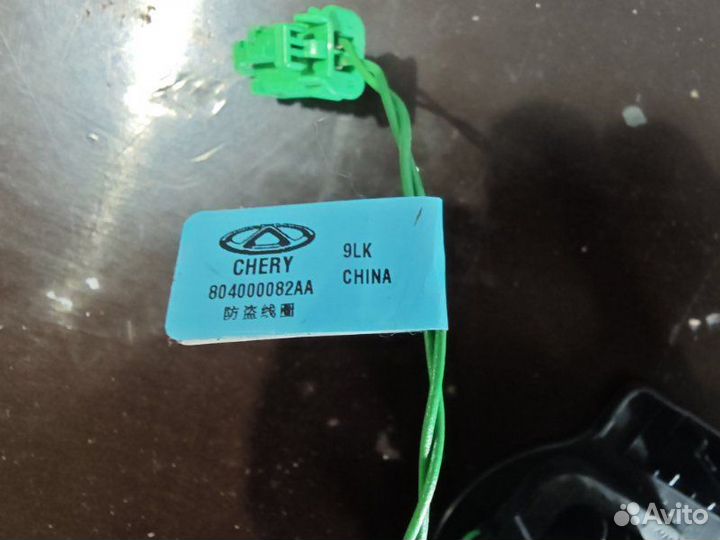 CHERY
804000082AA
防盗线圈
9LK
CHINA
Avito